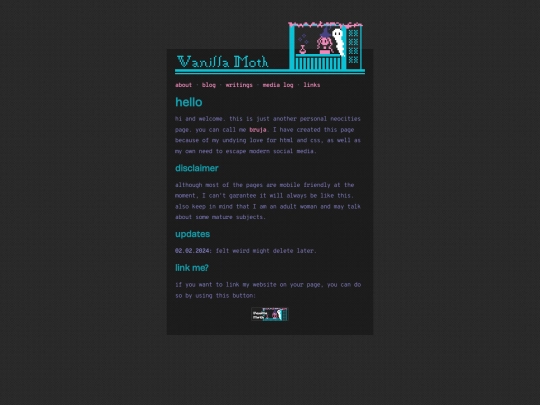 Vanilla Moth
about · blog · writings · media log · links
hello
hi and welcome. this is just another personal neocities
page. you can call me bruja. I have created this page
because of my undying love for html and css, as well as
my own need to escape modern social media.
disclaimer
although most of the pages are mobile friendly at the
moment, I can't garantee it will always be like this.
also keep in mind that I am an adult woman and may talk
about some mature subjects.
updates
02.02.2024: felt weird might delete later.
link me?
if you want to link my website on your page, you can do
so by using this button:
Vanilla
Moth